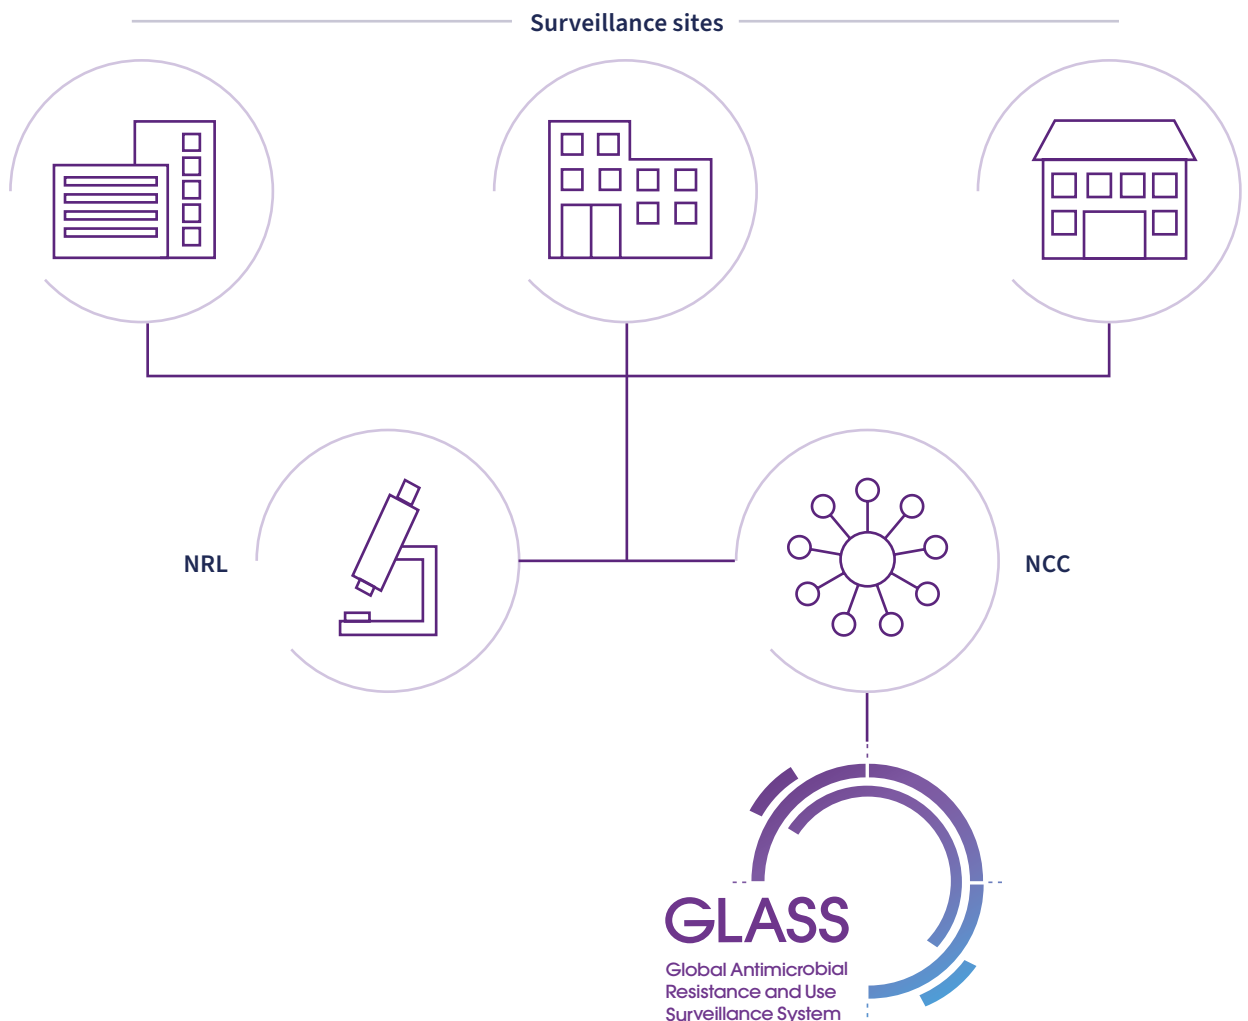 Surveillance sites
NRL
NCC
GLASS
Global Antimicrobial
Resistance and Use
Surveillance System